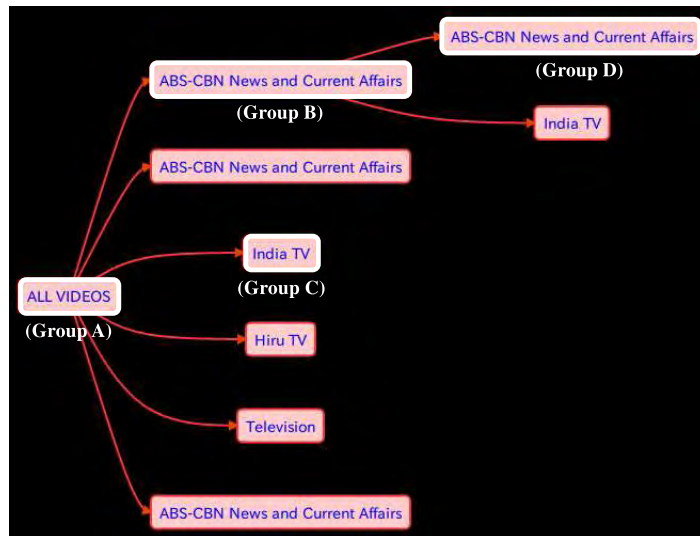 ABS-CBN News and Current Affairs
(Group D)
ABS-CBN News and Current Affairs
(Group B)
India TV
ABS-CBN News and Current Affairs
India TV
(Group C)
ALL VIDEOS
(Group A)
Hiru TV
Television
ABS-CBN News and Current Affairs